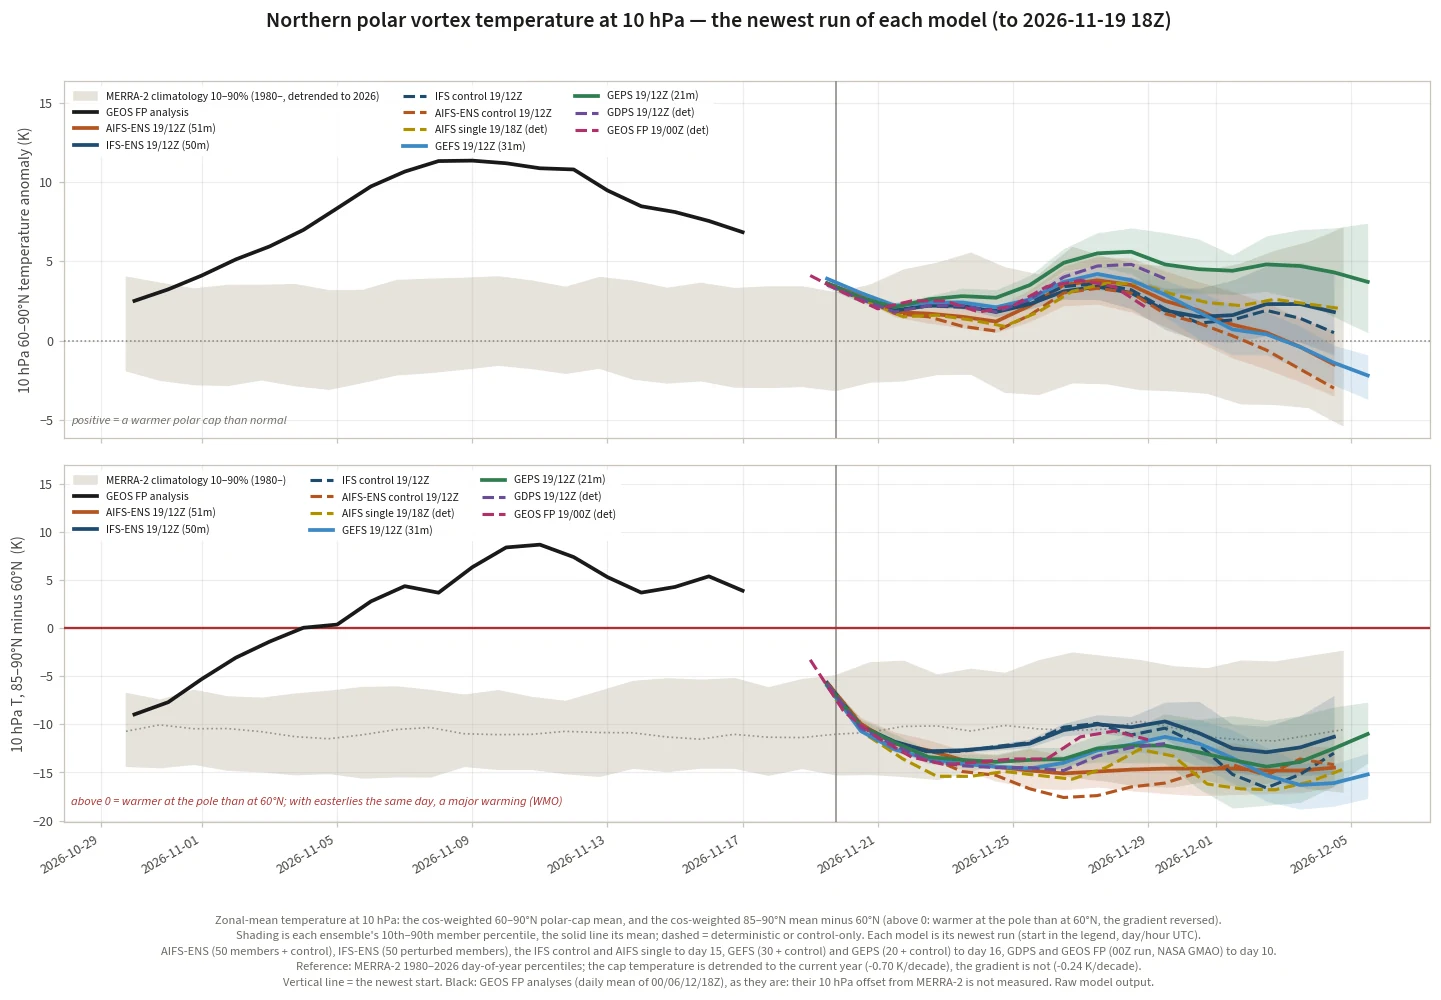 Northern polar vortex temperature at 10 hPa — the newest run of each model (to 2026-11-19 18Z)
10 hPa 60–90°N temperature anomaly (K)
15
10
5
0
−5
MERRA-2 climatology 10–90% (1980–, detrended to 2026)
GEOS FP analysis
AIFS-ENS 19/12Z (51m)
IFS-ENS 19/12Z (50m)
IFS control 19/12Z
AIFS-ENS control 19/12Z
AIFS single 19/18Z (det)
GEFS 19/12Z (31m)
GEPS 19/12Z (21m)
GDPS 19/12Z (det)
GEOS FP 19/00Z (det)
positive = a warmer polar cap than normal
10 hPa T, 85–90°N minus 60°N (K)
15
10
5
0
−5
−10
−15
−20
MERRA-2 climatology 10–90% (1980–)
GEOS FP analysis
AIFS-ENS 19/12Z (51m)
IFS-ENS 19/12Z (50m)
IFS control 19/12Z
AIFS-ENS control 19/12Z
AIFS single 19/18Z (det)
GEFS 19/12Z (31m)
GEPS 19/12Z (21m)
GDPS 19/12Z (det)
GEOS FP 19/00Z (det)
above 0 = warmer at the pole than at 60°N; with easterlies the same day, a major warming (WMO)
2026-10-29
2026-11-01
2026-11-05
2026-11-09
2026-11-13
2026-11-17
2026-11-21
2026-11-25
2026-11-29
2026-12-01
2026-12-05
Zonal-mean temperature at 10 hPa: the cos-weighted 60–90°N polar-cap mean, and the cos-weighted 85–90°N mean minus 60°N (above 0: warmer at the pole than at 60°N, the gradient reversed).
Shading is each ensemble's 10th–90th member percentile, the solid line its mean; dashed = deterministic or control-only. Each model is its newest run (start in the legend, day/hour UTC).
AIFS-ENS (50 members + control), IFS-ENS (50 perturbed members), the IFS control and AIFS single to day 15, GEFS (30 + control) and GEPS (20 + control) to day 16, GDPS and GEOS FP (00Z run, NASA GMAO) to day 10.
Reference: MERRA-2 1980–2026 day-of-year percentiles; the cap temperature is detrended to the current year (-0.70 K/decade), the gradient is not (-0.24 K/decade).
Vertical line = the newest start. Black: GEOS FP analyses (daily mean of 00/06/12/18Z), as they are: their 10 hPa offset from MERRA-2 is not measured. Raw model output.